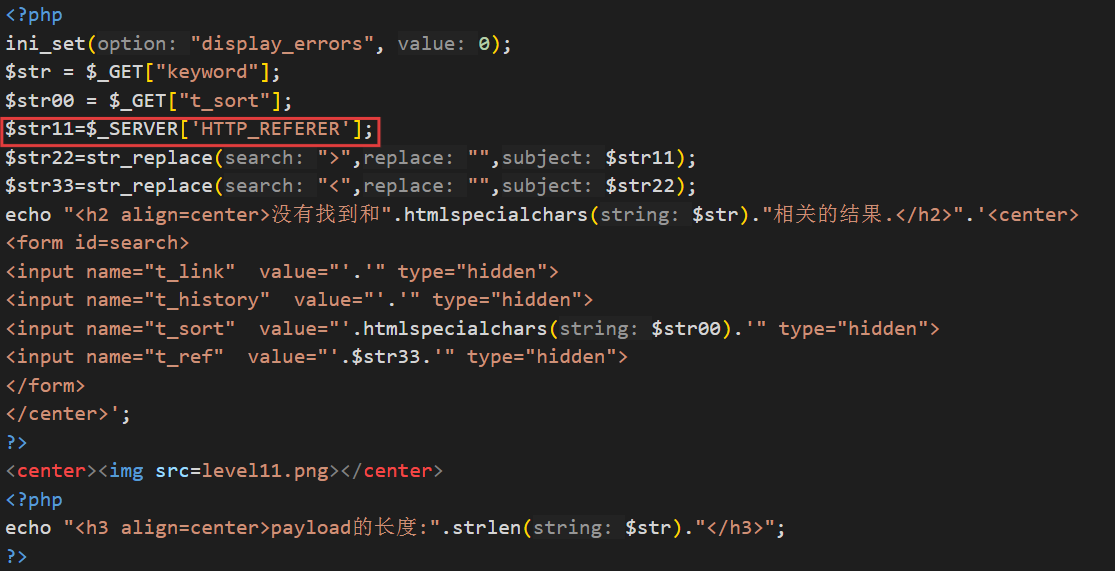 <?php
ini_set(option: "display_errors", value: 0);
$str = $_GET["keyword"];
$str00 = $_GET["t_sort"];
$str11=$_SERVER['HTTP_REFERER'];
$str22=str_replace(search: ">",replace: "",subject: $str11);
$str33=str_replace(search: "<",replace: "",subject: $str22);
echo "<h2 align=center>没有找到和".htmlspecialchars(string: $str)."相关的结果.</h2>".'<center>
<form id=search>
<input name="t_link"  value="'.'" type="hidden">
<input name="t_history"  value="'.'" type="hidden">
<input name="t_sort"  value="'.htmlspecialchars(string: $str00).'" type="hidden">
<input name="t_ref"  value="'.$str33.'" type="hidden">
</form>
</center>';
?>
<center><img src=level11.png></center>
<?php
echo "<h3 align=center>payload的长度:".strlen(string: $str)."</h3>";
?>